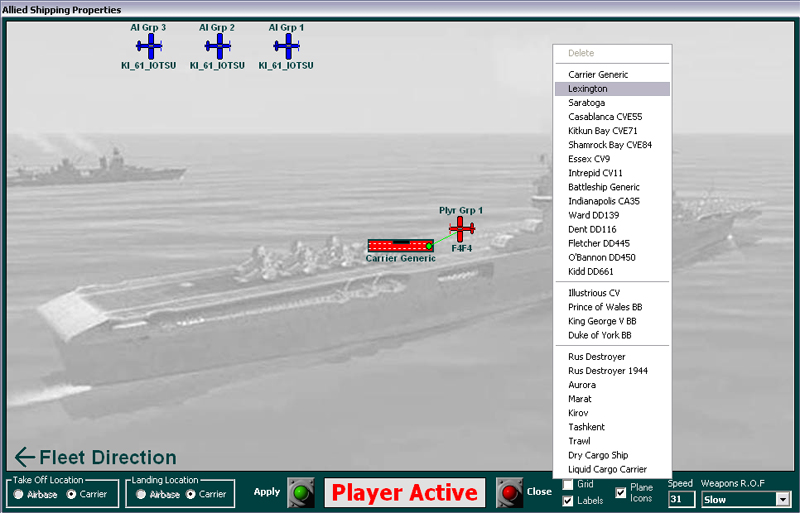 Allied Shipping Properties
AI Grp 3
AI Grp 2
AI Grp 1
KI_61_IOTSU
KI_61_IOTSU
KI_61_IOTSU
Plyr Grp 1
F4F4
Carrier Generic
Delete
Carrier Generic
Lexington
Saratoga
Casablanca CVE55
Kitkun Bay CVE71
Shamrock Bay CVE84
Essex CV9
Intrepid CV11
Battleship Generic
Indianapolis CA35
Ward DD139
Dent DD116
Fletcher DD445
O'Bannon DD450
Kidd DD661
Illustrious CV
Prince of Wales BB
King George V BB
Duke of York BB
Rus Destroyer
Rus Destroyer 1944
Aurora
Marat
Kirov
Tashkent
Trawl
Dry Cargo Ship
Liquid Cargo Carrier
Fleet Direction
Take Off Location
Airbase
Carrier
Landing Location
Airbase
Carrier
Apply
Player Active
Close
Grid
Labels
Plane
Icons
Speed
31
Weapons R.O.F
Slow